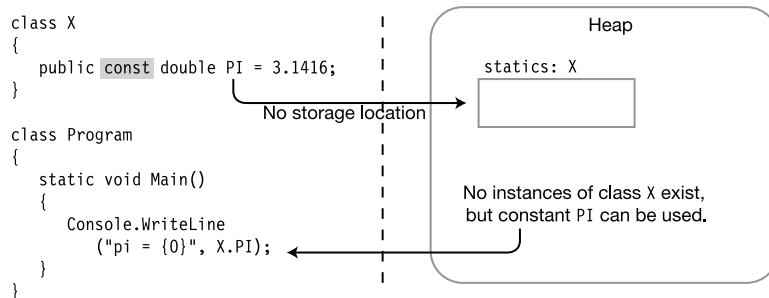 class X
{
public const double PI = 3.1416;
}
class Program
{
static void Main()
{
Console.WriteLine
("pi = {0}", X.PI);
}
}
No storage location
Heap
statics: X
No instances of class X exist,
but constant PI can be used.